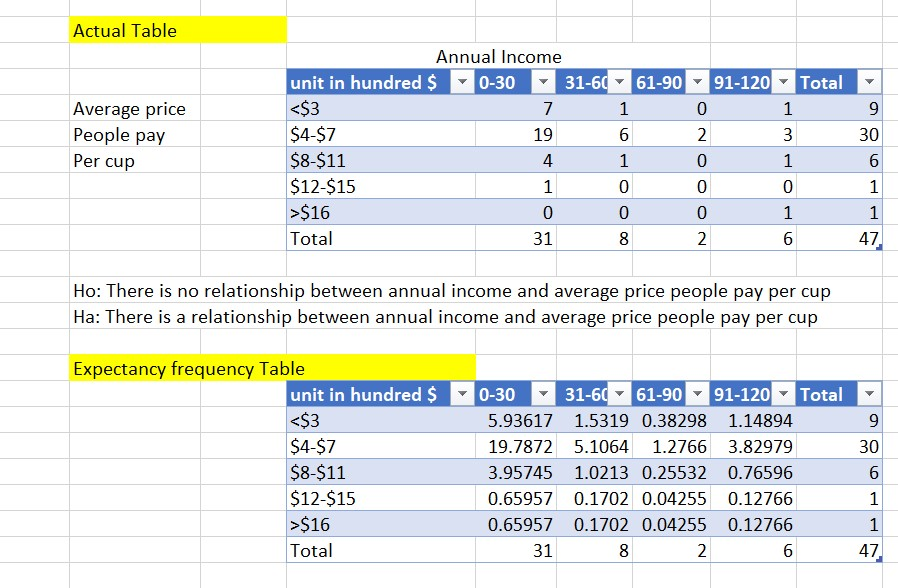 Actual Table
Annual Income
unit in hundred $ 0-30 31-60 61-90 91-120 Total
Average price <$3 7 1 0 1 9
People pay $4-$7 19 6 2 3 30
Per cup $8-$11 4 1 0 1 6
$12-$15 1 0 0 0 1
>$16 0 0 0 1 1
Total 31 8 2 6 47
Ho: There is no relationship between annual income and average price people pay per cup
Ha: There is a relationship between annual income and average price people pay per cup
Expectancy frequency Table
unit in hundred $ 0-30 31-60 61-90 91-120 Total
<$3 5.93617 1.5319 0.38298 1.14894 9
$4-$7 19.7872 5.1064 1.2766 3.82979 30
$8-$11 3.95745 1.0213 0.25532 0.76596 6
$12-$15 0.65957 0.1702 0.04255 0.12766 1
>$16 0.65957 0.1702 0.04255 0.12766 1
Total 31 8 2 6 47